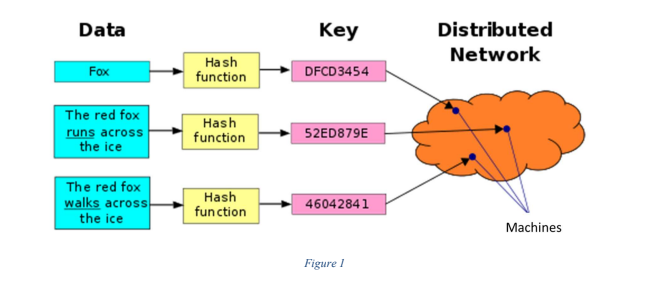 Data
Key
Distributed
Network
Fox
Hash
function
DFCD3454
The red fox
runs across
the ice
Hash
function
52ED879E
The red fox
walks across
the ice
Hash
function
46042841
Machines
Figure 1